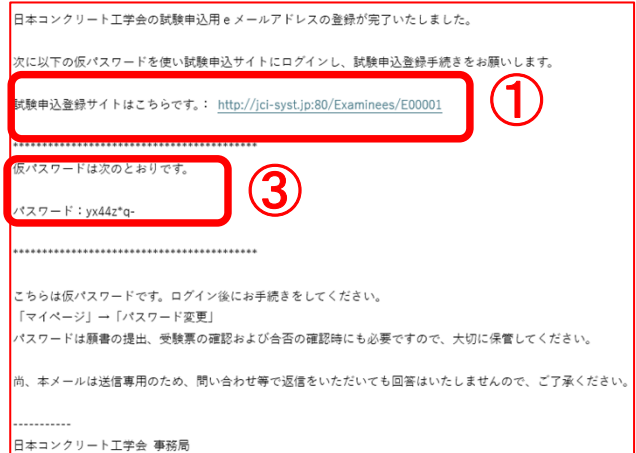 日本コンクリート工学会の試験申込用ｅメールアドレスの登録が完了いたしました。
次に以下の仮パスワードを使い試験申込サイトにログインし、試験申込登録手続きをお願いします。
試験申込登録サイトはこちらです。： http://jci-syst.jp:80/Examinees/E00001
①
******************************************
仮パスワードは次のとおりです。
③
パスワード：yx44z*q-
******************************************
こちらは仮パスワードです。ログイン後にお手続きをしてください。
「マイページ」→「パスワード変更」
パスワードは願書の提出、受験票の確認および合否の確認時にも必要ですので、大切に保管してください。
尚、本メールは送信専用のため、問い合わせ等で返信をいただいても回答はいたしませんので、ご了承ください。
-----------
日本コンクリート工学会 事務局